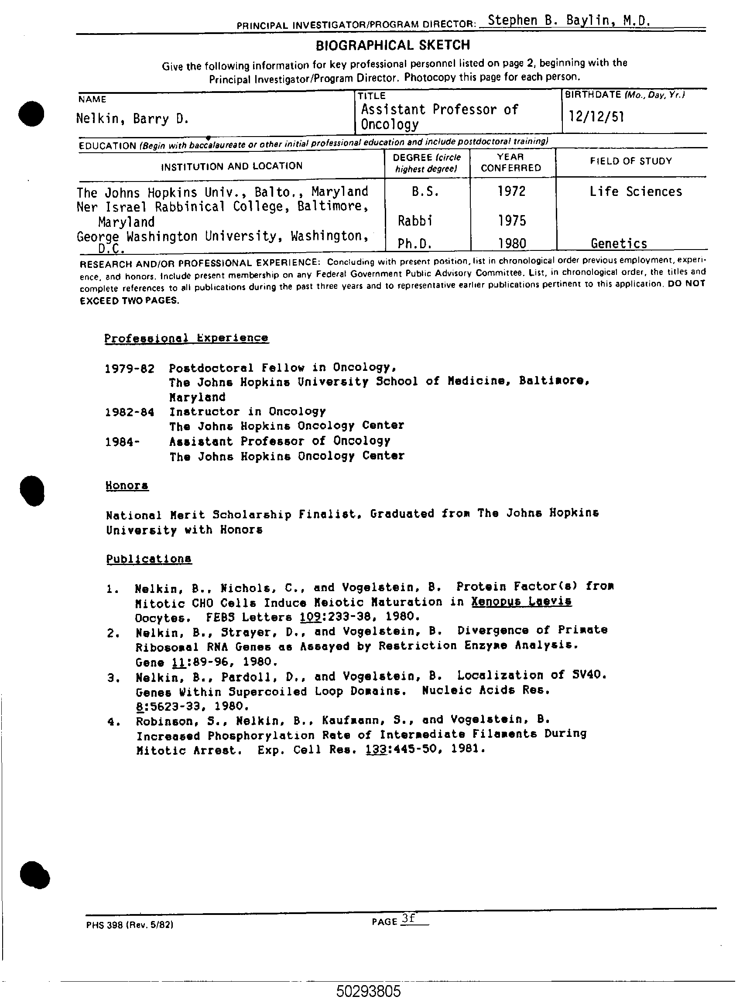 PRINCIPAL INVESTIGATOR/PROGRAM DIRECTOR: Stephen B. Baylin, M.D.
BIOGRAPHICAL SKETCH
Give the following information for key professional personnel listed on page 2, beginning with the
Principal Investigator/Program Director. Photocopy this page for each person.
NAME TITLE BIRTHDATE (Mo., Day, Yr.)
Nelkin, Barry D. Assistant Professor of Oncology 12/12/51
EDUCATION (Begin with baccalaureate or other initial professional education and include postdoctoral training)
INSTITUTION AND LOCATION DEGREE (circle highest degree) YEAR CONFERRED FIELD OF STUDY
The Johns Hopkins Univ., Balto., Maryland B.S. 1972 Life Sciences
Ner Israel Rabbinical College, Baltimore,
Maryland Rabbi 1975
George Washington University, Washington,
D.C. Ph.D. 1980 Genetics
RESEARCH AND/OR PROFESSIONAL EXPERIENCE: Concluding with present position, list in chronological order previous employment, experi-
ence, and honors. Include present membership on any Federal Government Public Advisory Committee. List, in chronological order, the titles and
complete references to all publications during the past three years and to representative earlier publications pertinent to this application. DO NOT
EXCEED TWO PAGES.
Professional Experience
1979-82 Postdoctoral Fellow in Oncology,
The Johns Hopkins University School of Medicine, Baltimore,
Maryland
1982-84 Instructor in Oncology
The Johns Hopkins Oncology Center
1984- Assistant Professor of Oncology
The Johns Hopkins Oncology Center
Honors
National Merit Scholarship Finalist, Graduated from The Johns Hopkins
University with Honors
Publications
1. Nelkin, B., Nichols, C., and Vogelstein, B. Protein Factor(s) from
Mitotic CHO Cells Induce Meiotic Maturation in Xenopus Laevis
Oocytes. FEBS Letters 109:233-38, 1980.
2. Nelkin, B., Strayer, D., and Vogelstein, B. Divergence of Primate
Ribosomal RNA Genes as Assayed by Restriction Enzyme Analysis.
Gene 11:89-96, 1980.
3. Nelkin, B., Pardoll, D., and Vogelstein, B. Localization of SV40.
Genes Within Supercoiled Loop Domains. Nucleic Acids Res.
8:5623-33, 1980.
4. Robinson, S., Nelkin, B., Kaufmann, S., and Vogelstein, B.
Increased Phosphorylation Rate of Intermediate Filaments During
Mitotic Arrest. Exp. Cell Res. 133:445-50, 1981.
PHS 398 (Rev. 5/82) PAGE 3f
50293805